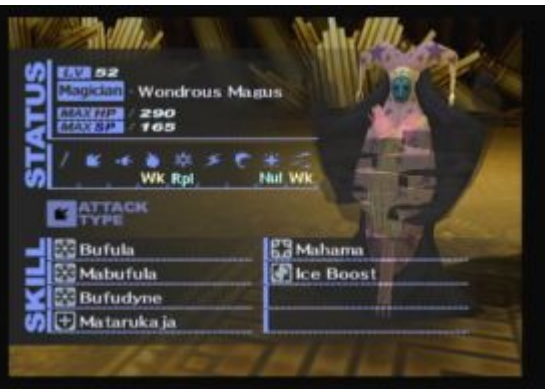 STATUS
LV 52
Magician Wondrous Magus
MAX HP / 290
MAX SP / 165
Wk Rpl Nul Wk
ATTACK
TYPE
SKILL
Bufula
Mabufula
Bufudyne
Matarukaja
Mahama
Ice Boost